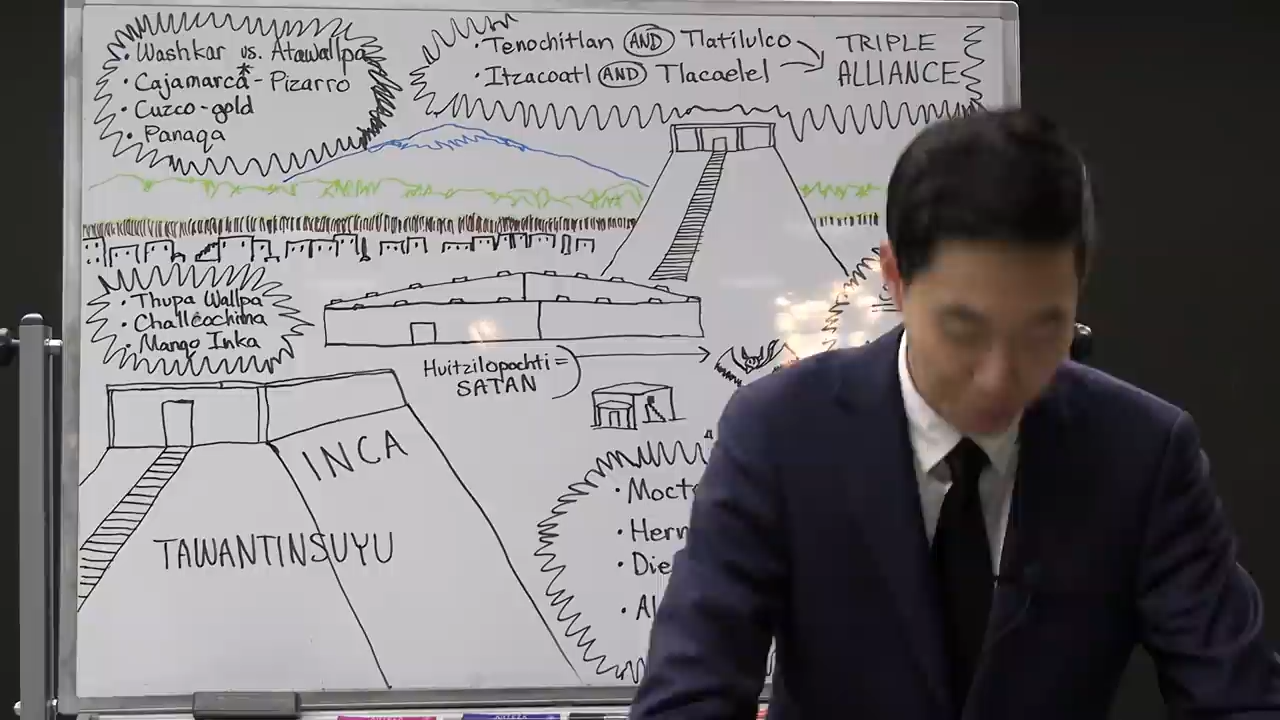 • Washkar vs. Atawallpa
• Cajamarca* - Pizarro
• Cuzco-gold
• Panaqa
• Tenochitlan AND Tlatilulco
• Itzacoatl AND Tlacaelel
TRIPLE
ALLIANCE
• Thupa Wallpa
• Challcochima
• Mango Inka
Huitzilopochti =
SATAN
INCA
TAWANTINSUYU
• Moct
• Hern
• Die
• Al